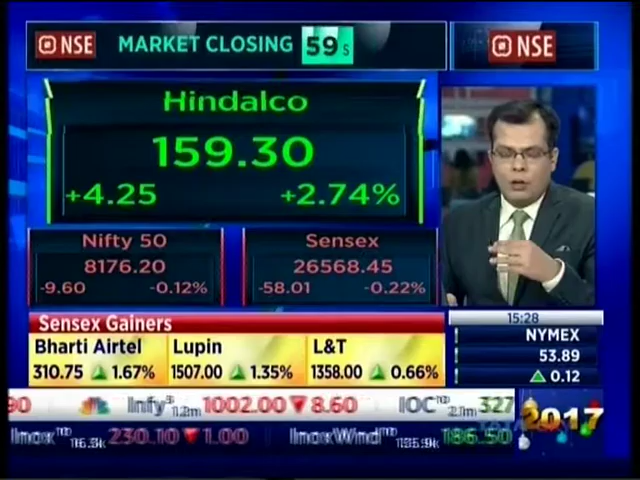 NSE MARKET CLOSING 59 s NSE
Hindalco
159.30
+4.25 +2.74%
Nifty 50
8176.20
-9.60 -0.12%
Sensex
26568.45
-58.01 -0.22%
Sensex Gainers
Bharti Airtel
310.75 ▲ 1.67%
Lupin
1507.00 ▲ 1.35%
L&T
1358.00 ▲ 0.66%
15:28
NYMEX
53.89
▲ 0.12
90 Infy 1.2m 1002.00 ▼ 8.60 IOC 2.1m 327
Inox 230.10 ▼ 1.00 InoxWind 186.50
2017